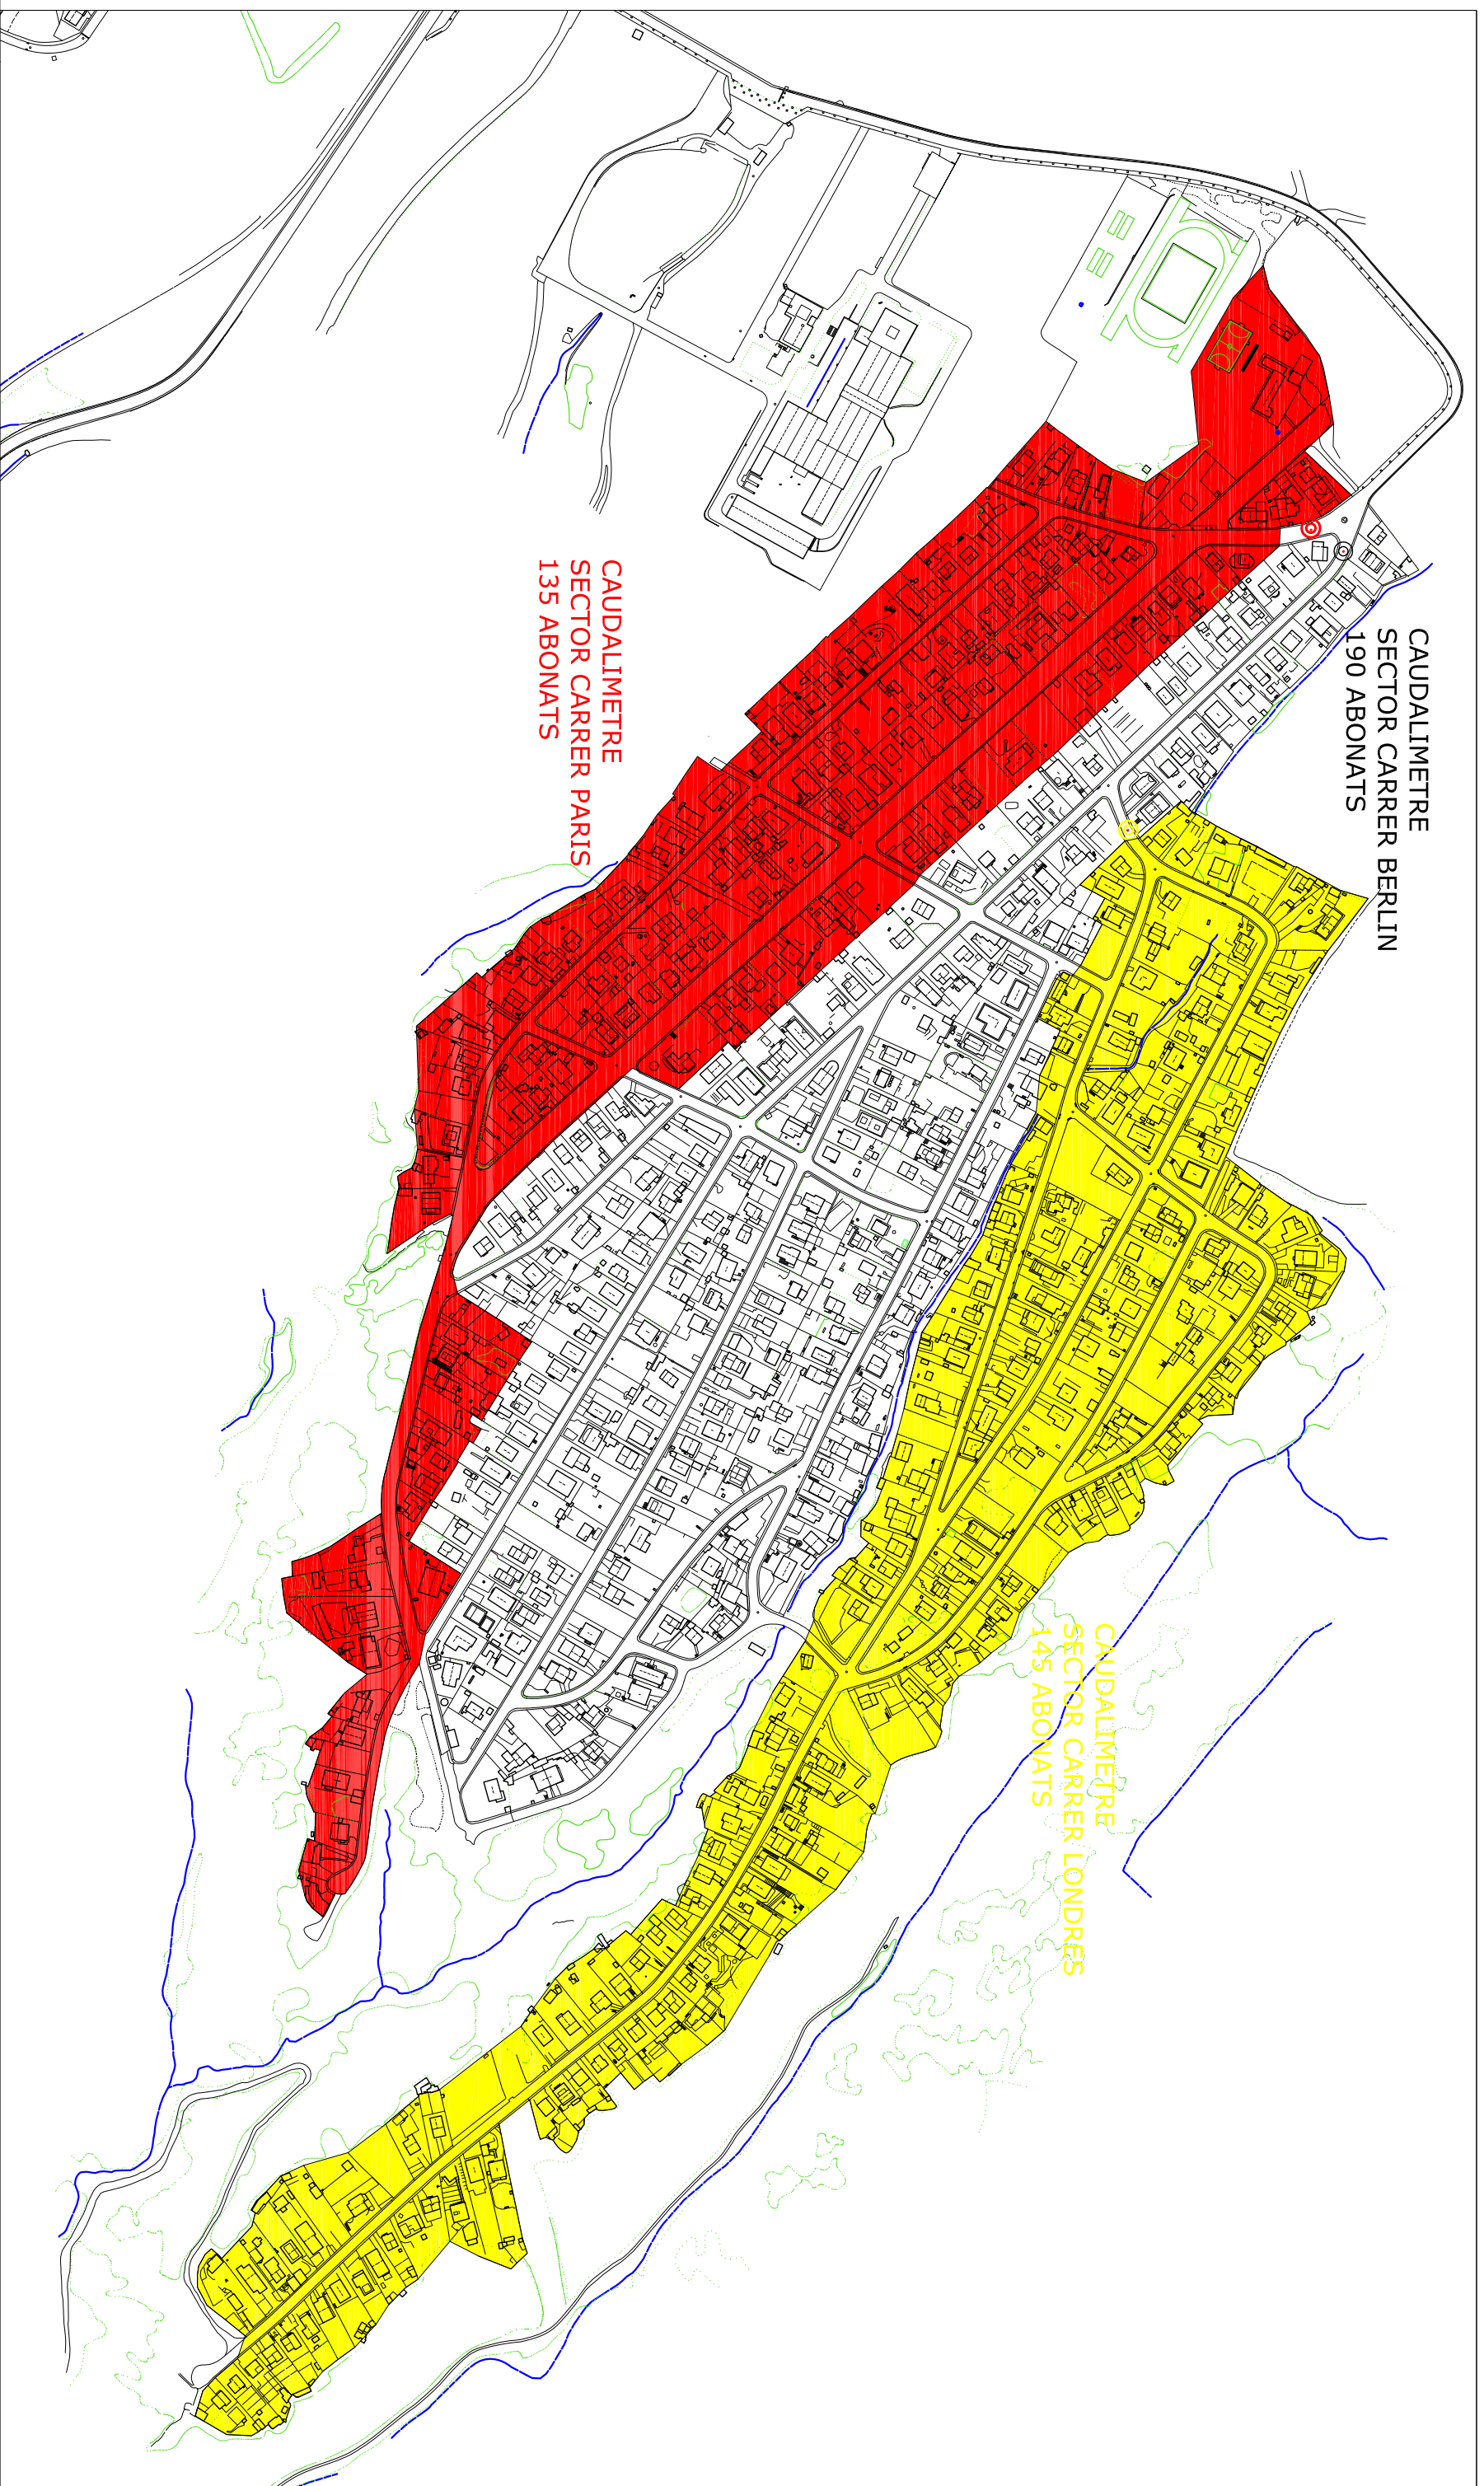 CAUDALIMETRE
SECTOR CARRER BERLIN
190 ABONATS
CAUDALIMETRE
SECTOR CARRER PARIS
135 ABONATS
CAUDALIMETRE
SECTOR CARRER LONDRES
145 ABONATS